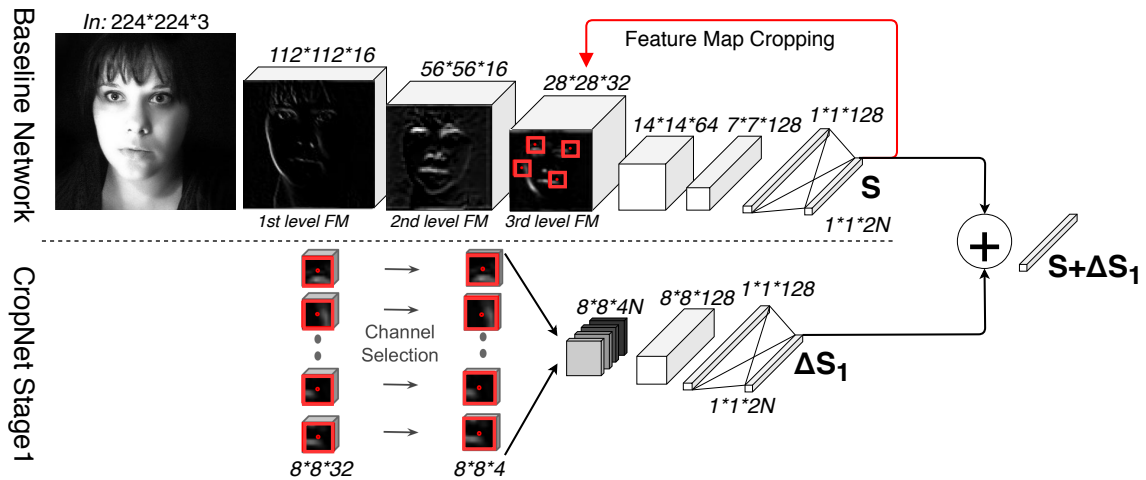 Baseline Network
In: 224*224*3
112*112*16
56*56*16
28*28*32
Feature Map Cropping
14*14*64
7*7*128
1*1*128
S
1*1*2N
1st level FM
2nd level FM
3rd level FM
+
S+ΔS1
CropNet Stage1
Channel
Selection
8*8*32
8*8*4
8*8*4N
8*8*128
1*1*128
ΔS1
1*1*2N